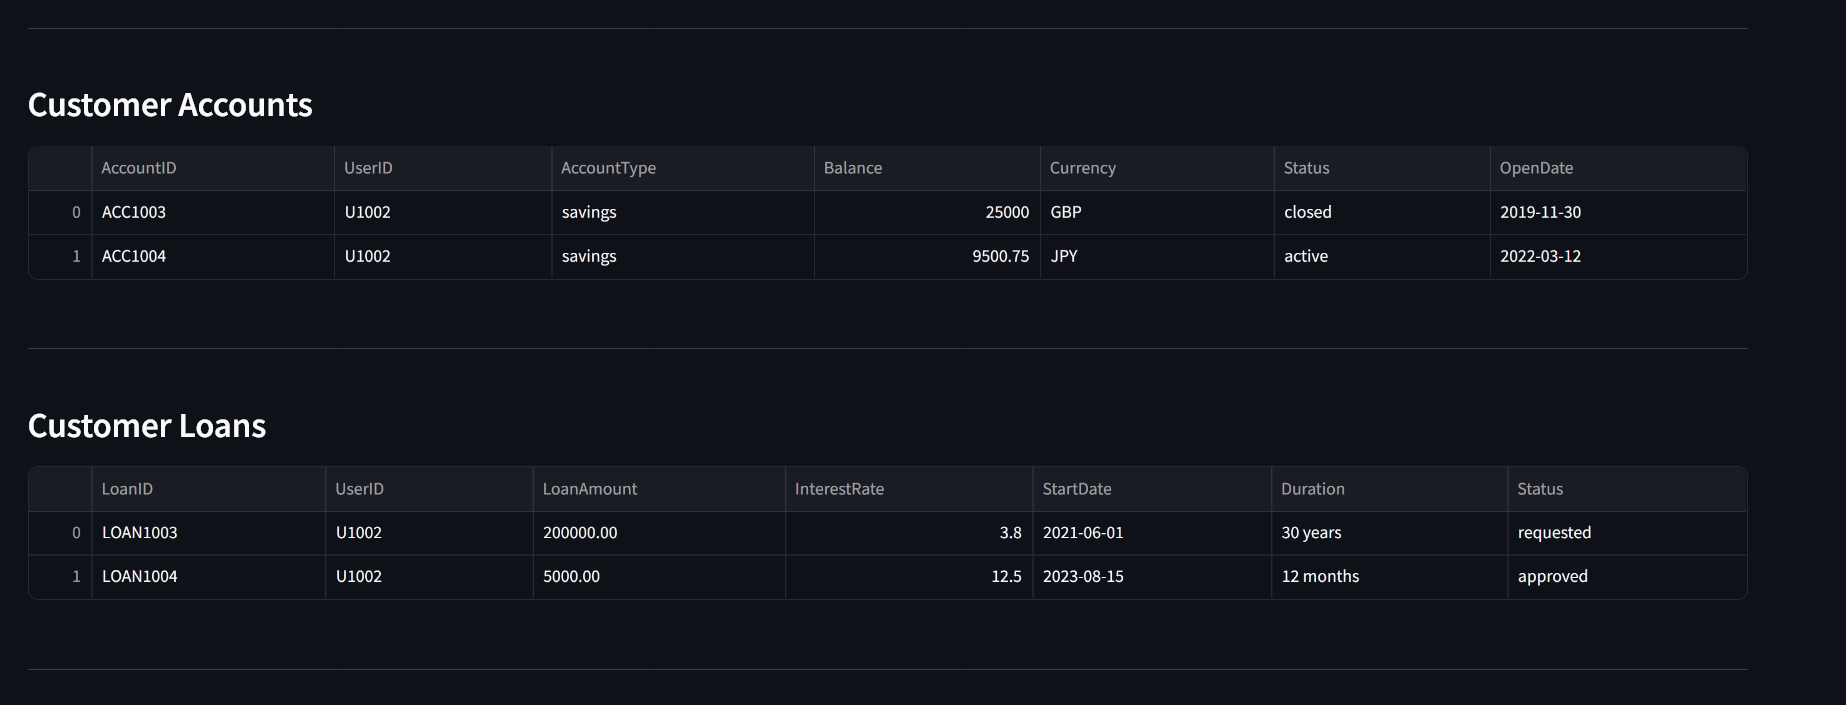 Customer Accounts
AccountID UserID AccountType Balance Currency Status OpenDate
0 ACC1003 U1002 savings 25000 GBP closed 2019-11-30
1 ACC1004 U1002 savings 9500.75 JPY active 2022-03-12
Customer Loans
LoanID UserID LoanAmount InterestRate StartDate Duration Status
0 LOAN1003 U1002 200000.00 3.8 2021-06-01 30 years requested
1 LOAN1004 U1002 5000.00 12.5 2023-08-15 12 months approved